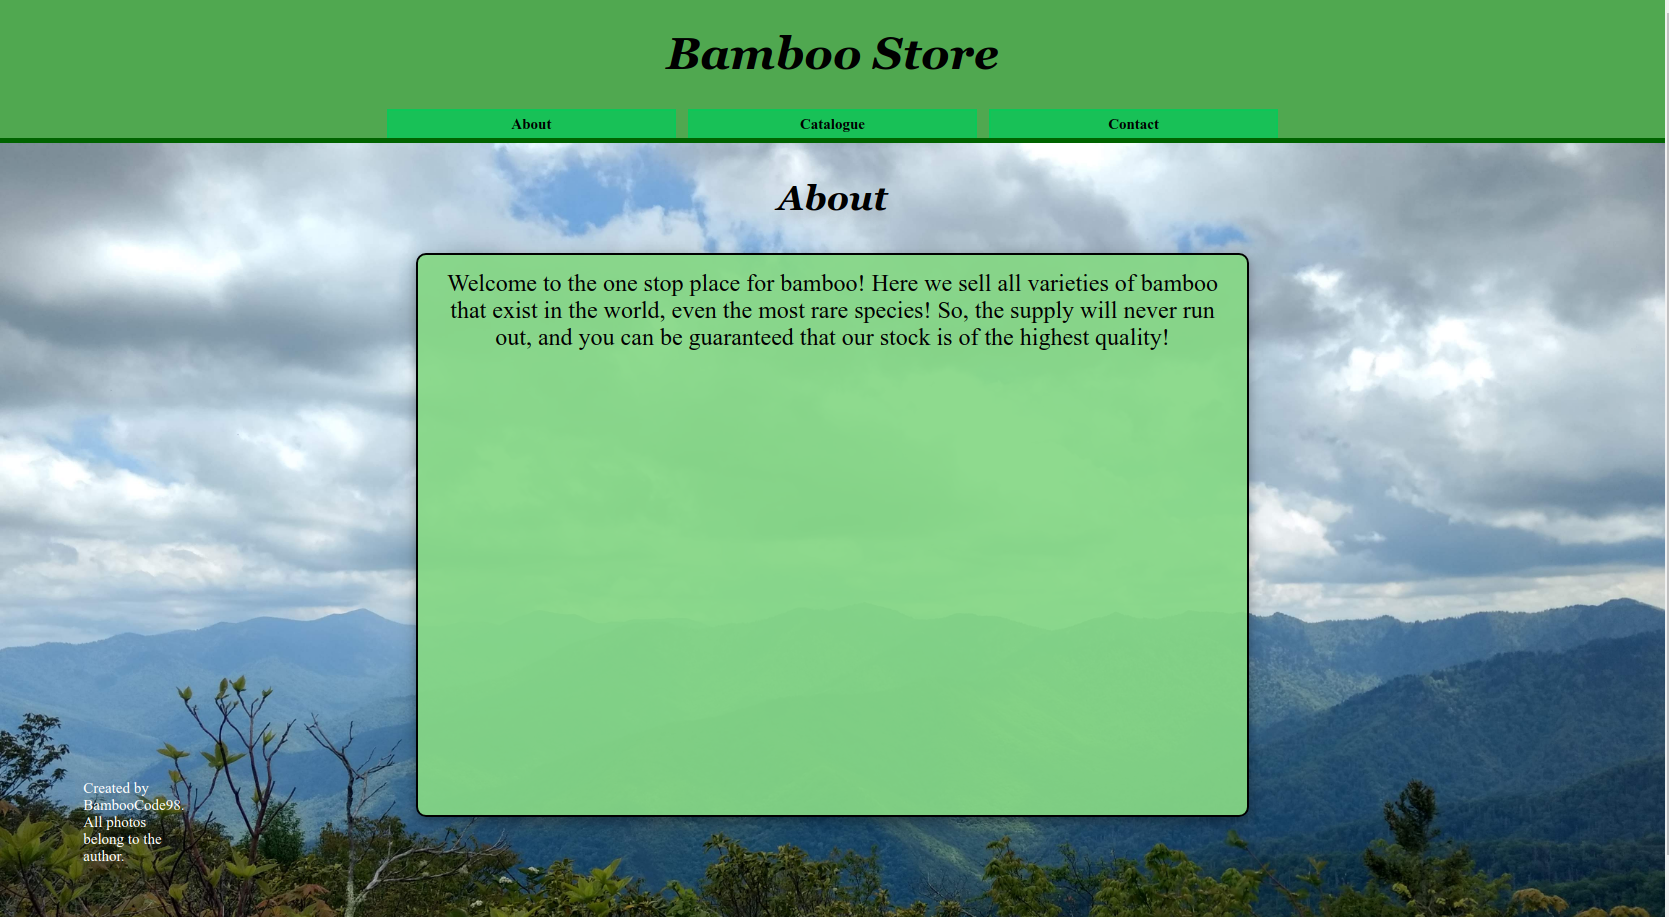 Bamboo Store
About
Catalogue
Contact
About
Welcome to the one stop place for bamboo! Here we sell all varieties of bamboo
that exist in the world, even the most rare species! So, the supply will never run
out, and you can be guaranteed that our stock is of the highest quality!
Created by
BambooCode98.
All photos
belong to the
author.